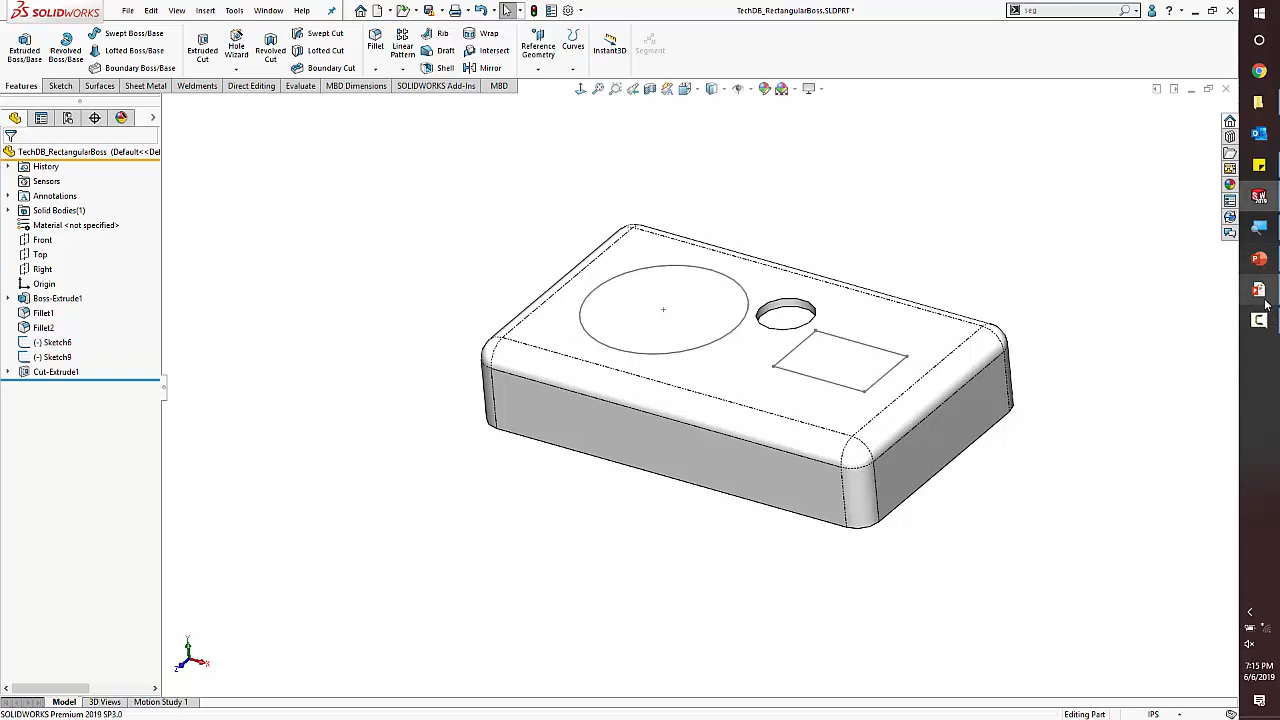 SOLIDWORKS
File Edit View Insert Tools Window Help
TechDB_RectangularBoss.SLDPRT *
seg
Extruded Boss/Base
Revolved Boss/Base
Swept Boss/Base
Lofted Boss/Base
Boundary Boss/Base
Extruded Cut
Hole Wizard
Revolved Cut
Swept Cut
Lofted Cut
Boundary Cut
Fillet
Linear Pattern
Rib
Draft
Shell
Wrap
Intersect
Mirror
Reference Geometry
Curves
Instant3D
Segment
Features Sketch Surfaces Sheet Metal Weldments Direct Editing Evaluate MBD Dimensions SOLIDWORKS Add-Ins MBD
TechDB_RectangularBoss (Default<<Def
History
Sensors
Annotations
Solid Bodies(1)
Material <not specified>
Front
Top
Right
Origin
Boss-Extrude1
Fillet1
Fillet2
(-) Sketch6
(-) Sketch9
Cut-Extrude1
Y
Z
X
Model 3D Views Motion Study 1
SOLIDWORKS Premium 2019 SP3.0
Editing Part
IPS
7:15 PM
6/6/2019